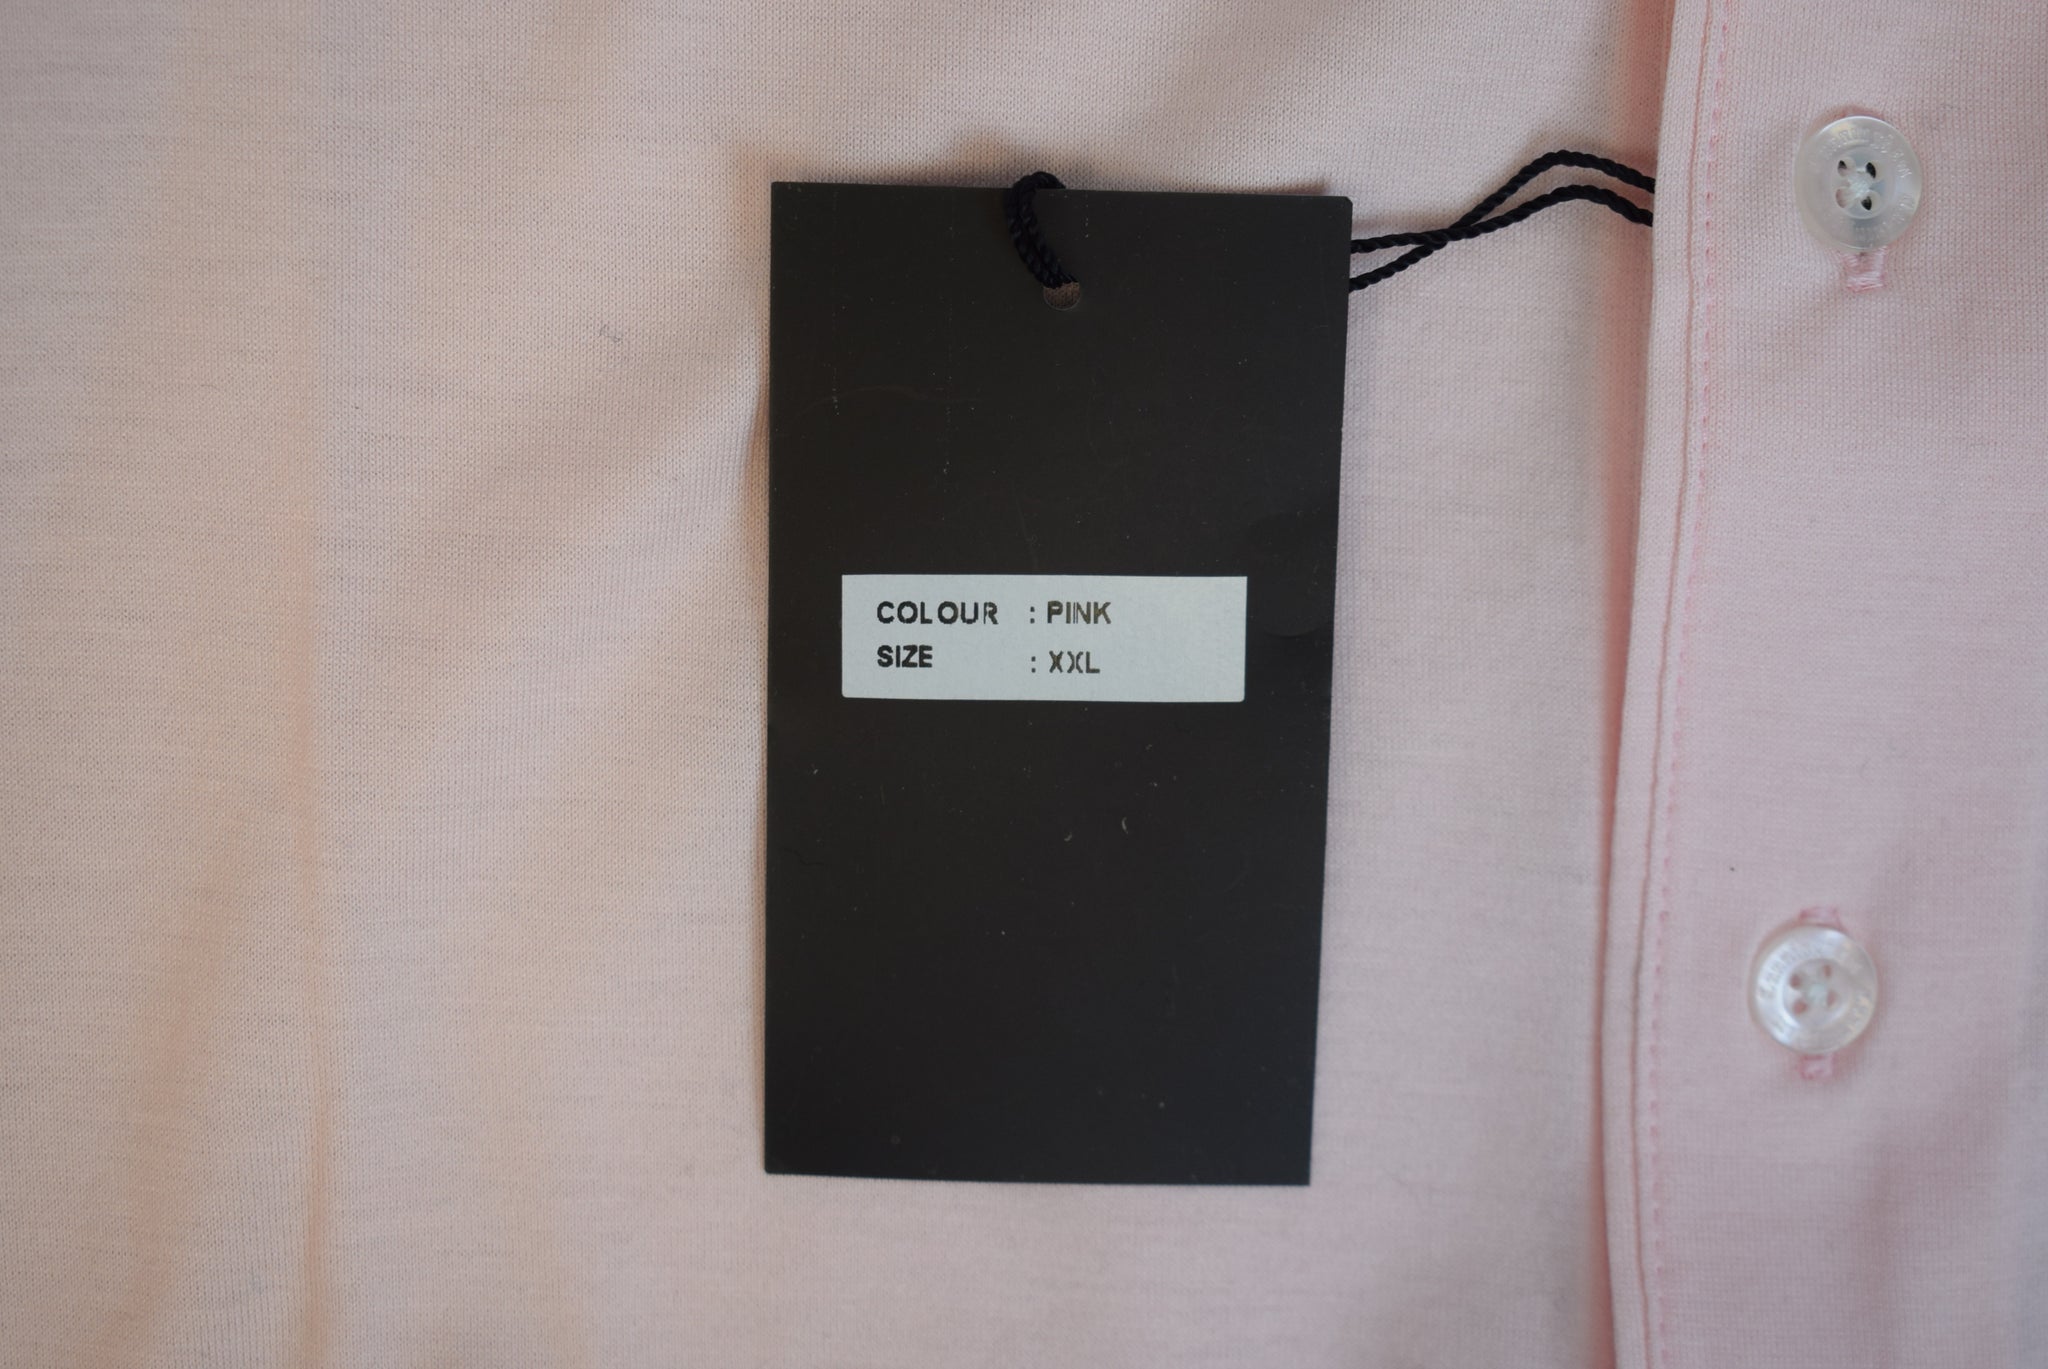 COLOUR : PINK
SIZE : XXL